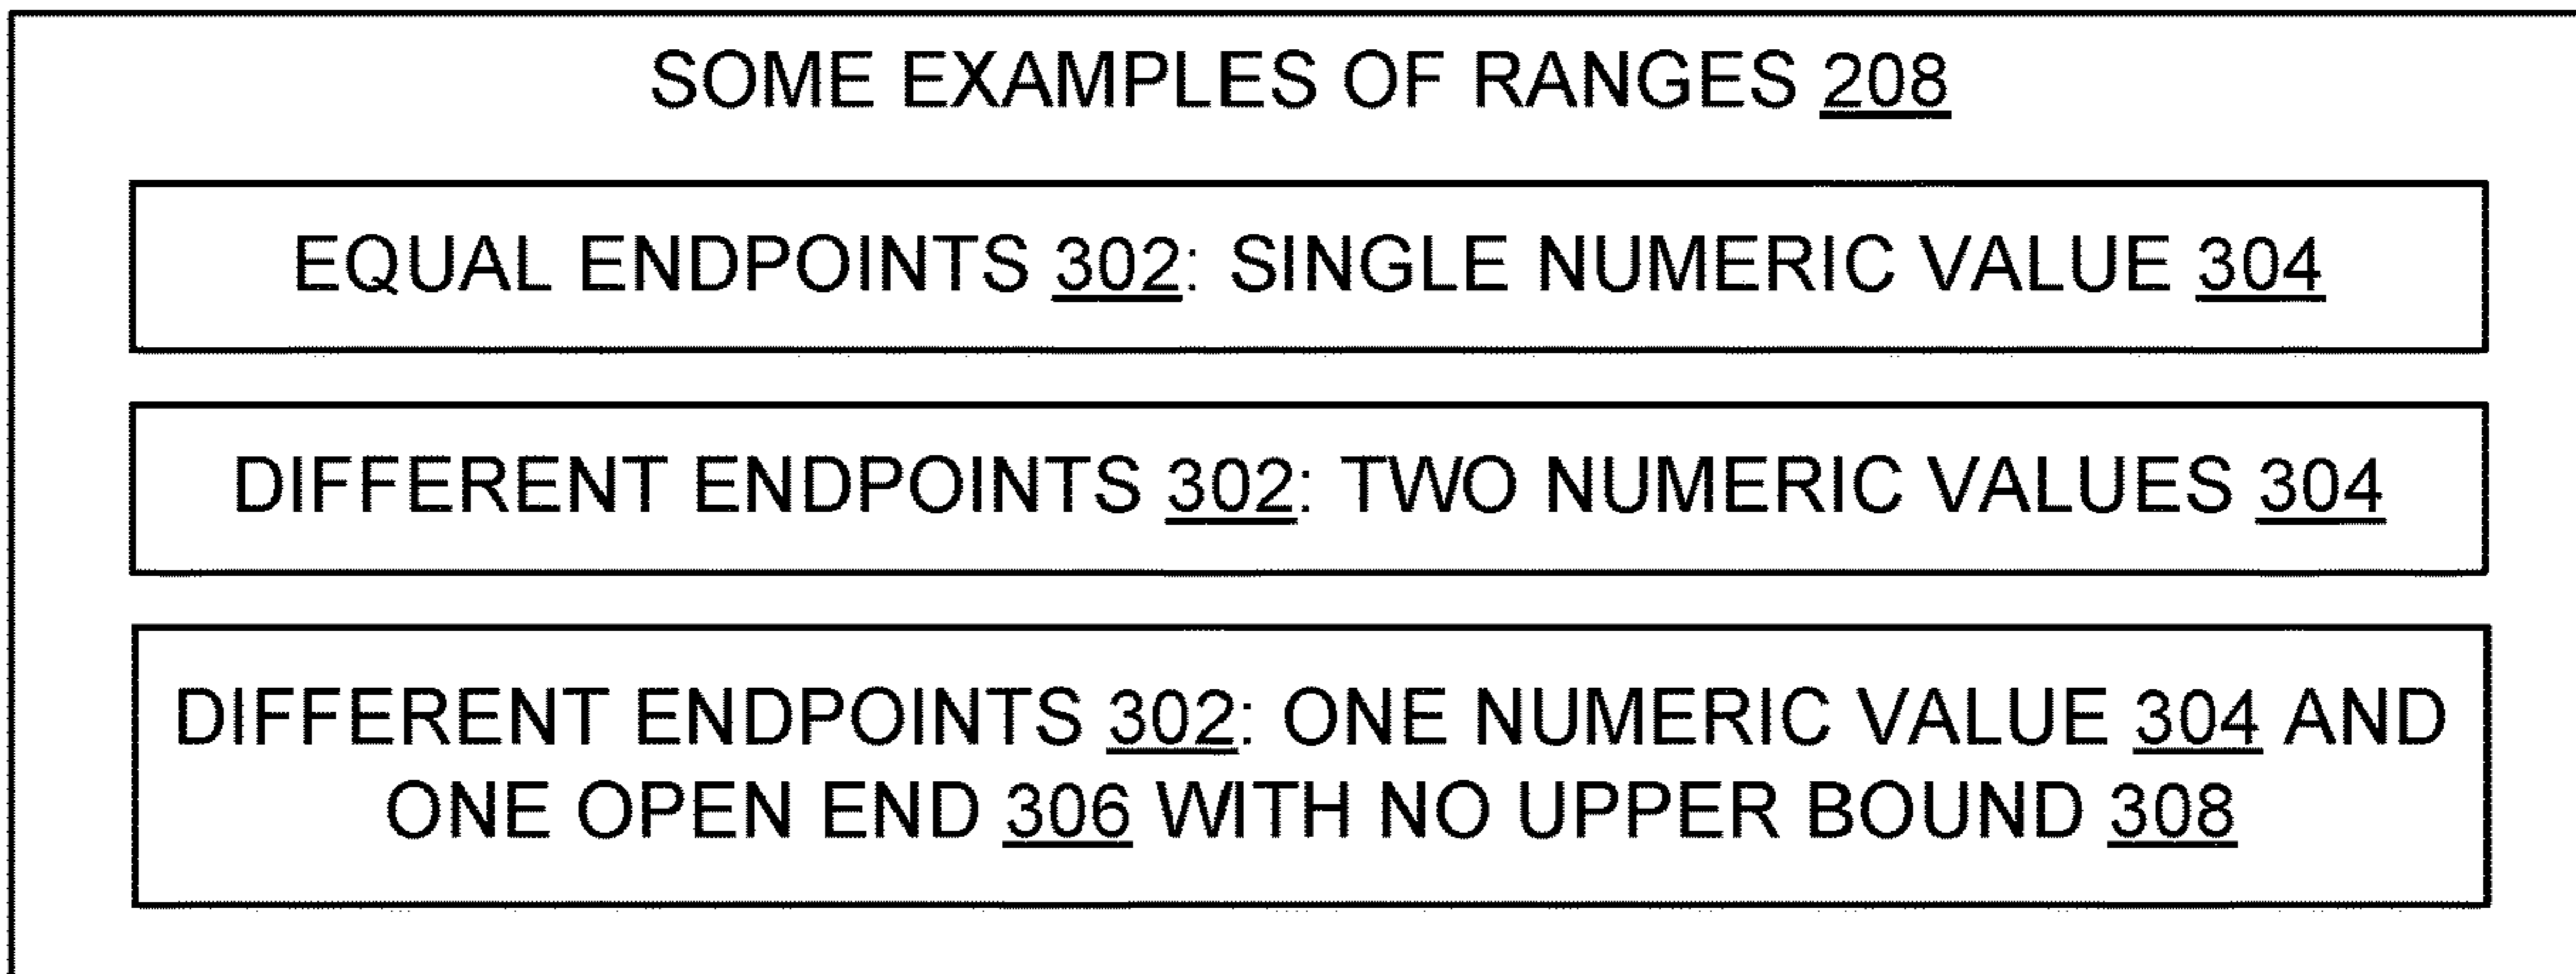 SOME EXAMPLES OF RANGES 208
EQUAL ENDPOINTS 302: SINGLE NUMERIC VALUE 304
DIFFERENT ENDPOINTS 302: TWO NUMERIC VALUES 304
DIFFERENT ENDPOINTS 302: ONE NUMERIC VALUE 304 AND
ONE OPEN END 306 WITH NO UPPER BOUND 308